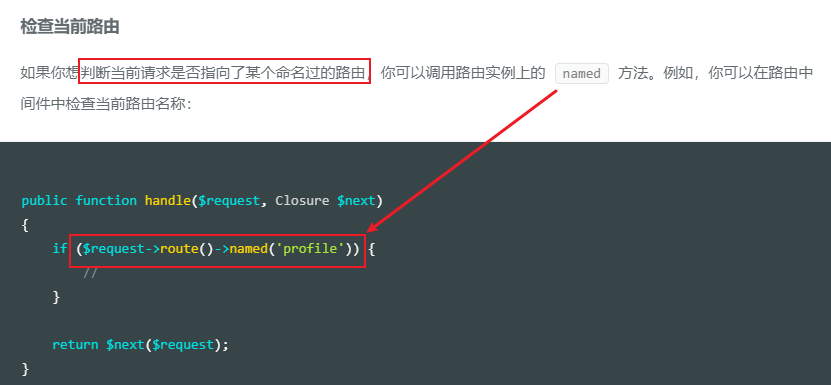 检查当前路由
如果你想判断当前请求是否指向了某个命名过的路由，你可以调用路由实例上的 named 方法。例如，你可以在路由中
间件中检查当前路由名称：
public function handle($request, Closure $next)
{
    if ($request->route()->named('profile')) {
        //
    }
    return $next($request);
}